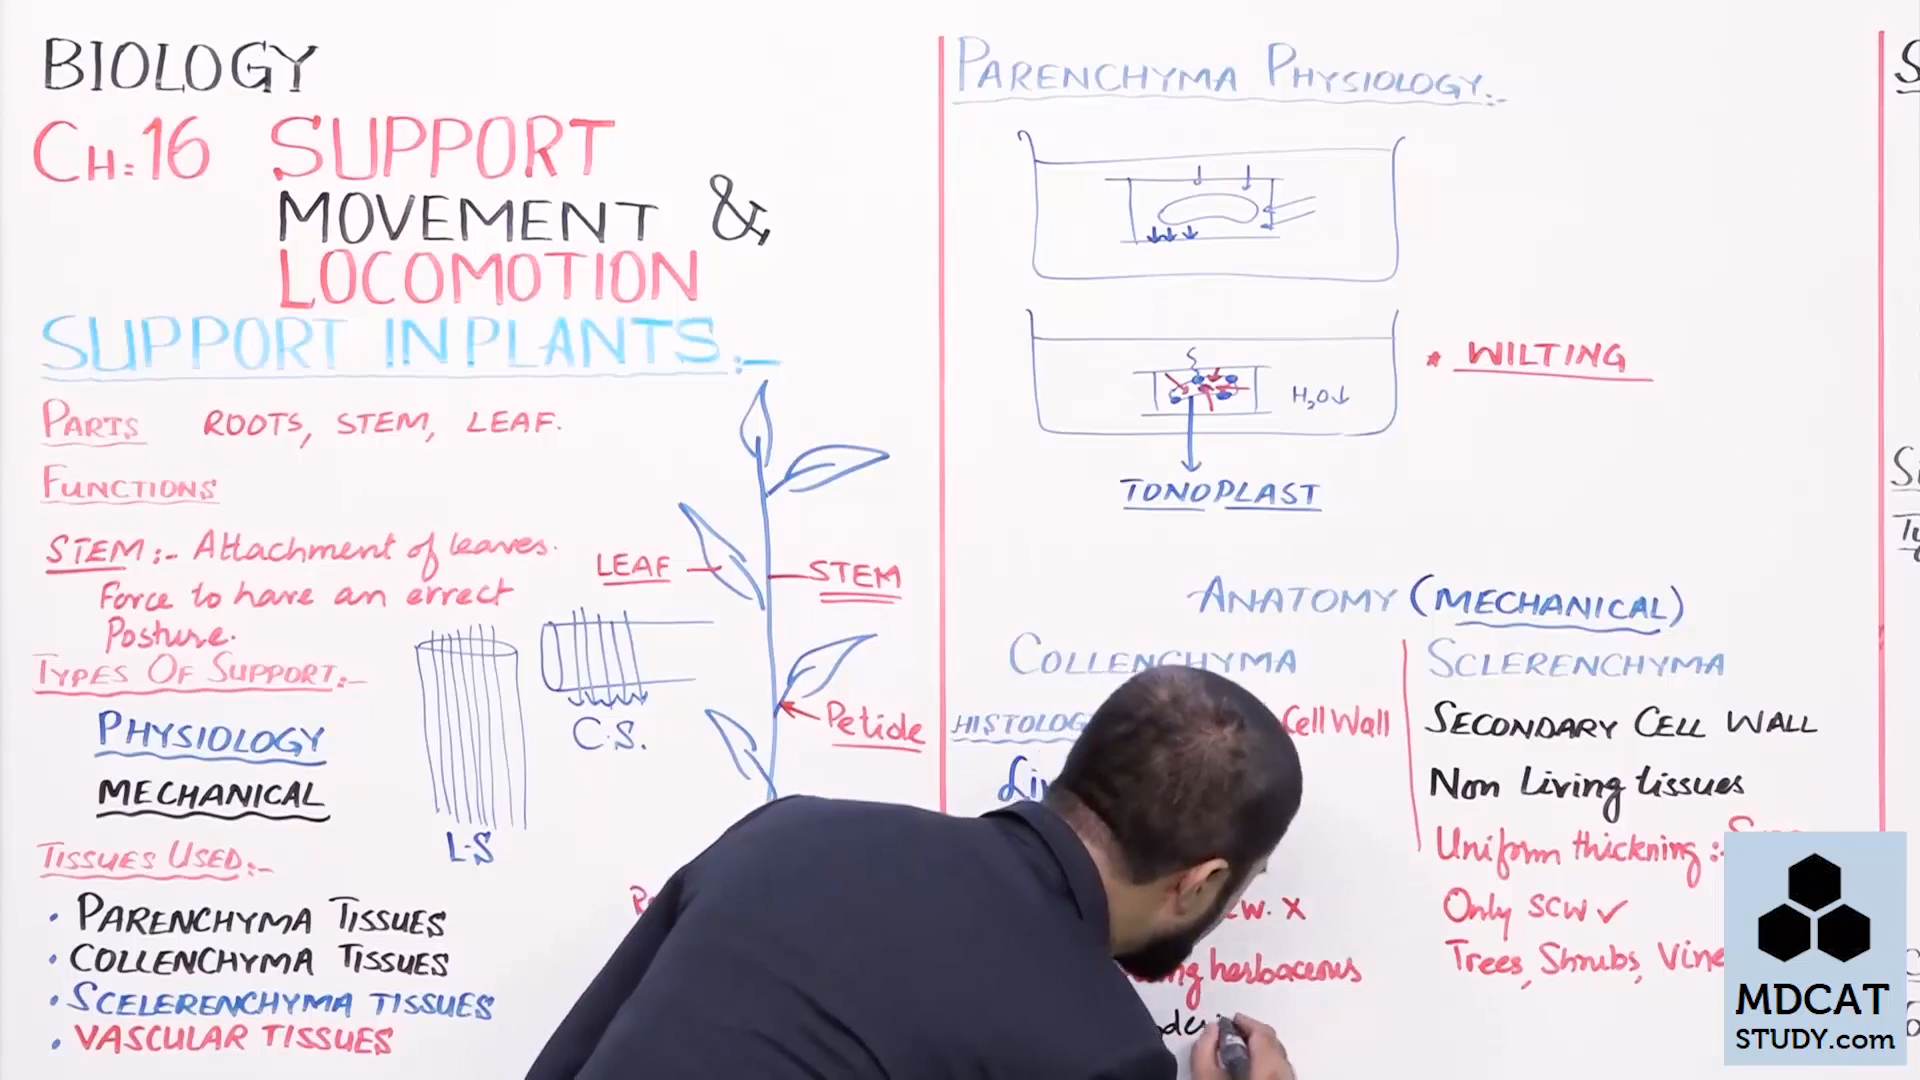 BIOLOGY
CH:16 SUPPORT
MOVEMENT &
LOCOMOTION
SUPPORT IN PLANTS:-
PARTS ROOTS, STEM, LEAF.
FUNCTIONS
STEM:- Attachment of leaves.
Force to have an errect
Posture.
TYPES OF SUPPORT:-
PHYSIOLOGY
MECHANICAL
L-S
C.S.
LEAF
STEM
Petiole
TISSUES USED:-
• PARENCHYMA TISSUES
• COLLENCHYMA TISSUES
• SCELERENCHYMA TISSUES
• VASCULAR TISSUES
PARENCHYMA PHYSIOLOGY:-
* WILTING
H₂O↓
TONOPLAST
ANATOMY (MECHANICAL)
COLLENCHYMA
Cell Wall
X
herbaceous
SCLERENCHYMA
SECONDARY CELL WALL
Non Living tissues
Uniform thickning:-
Only SCW ✓
Trees, Shrubs,
MDCAT
STUDY.com